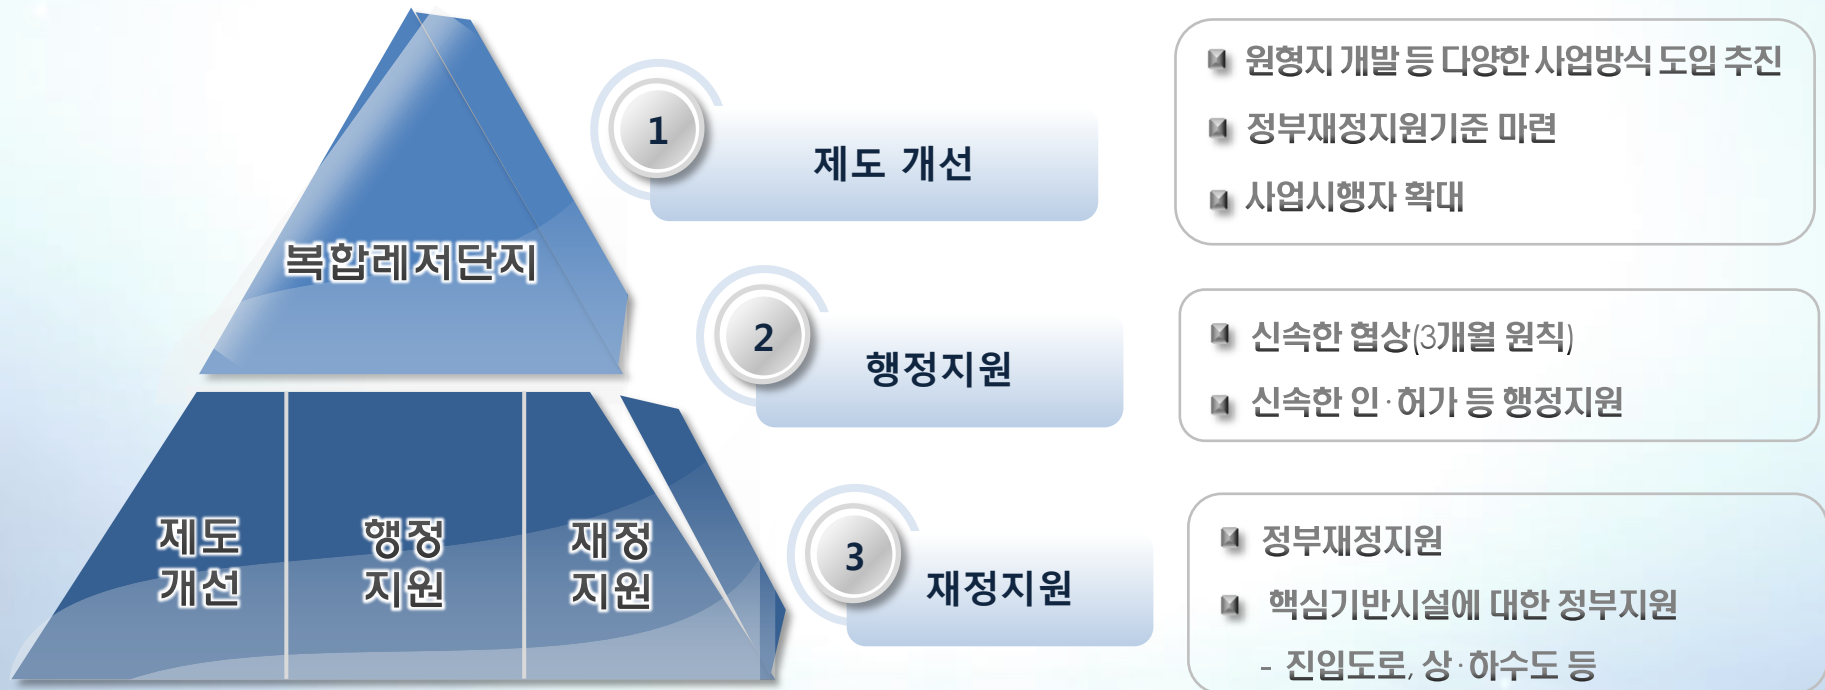 복합레저단지
제도
개선
행정
지원
재정
지원
1
제도 개선
원형지 개발 등 다양한 사업방식 도입 추진
정부재정지원기준 마련
사업시행자 확대
2
행정지원
신속한 협상(3개월 원칙)
신속한 인·허가 등 행정지원
3
재정지원
정부재정지원
핵심기반시설에 대한 정부지원
- 진입도로, 상·하수도 등